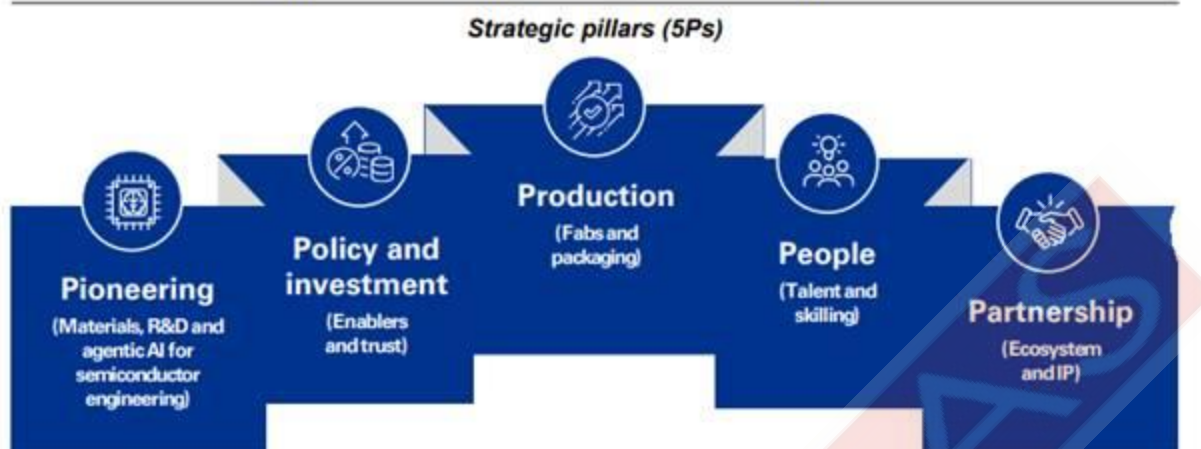 Strategic pillars (5Ps)
Pioneering
(Materials, R&D and
agentic AI for
semiconductor
engineering)
Policy and
investment
(Enablers
and trust)
Production
(Fabs and
packaging)
People
(Talent and
skilling)
Partnership
(Ecosystem
and IP)
AS